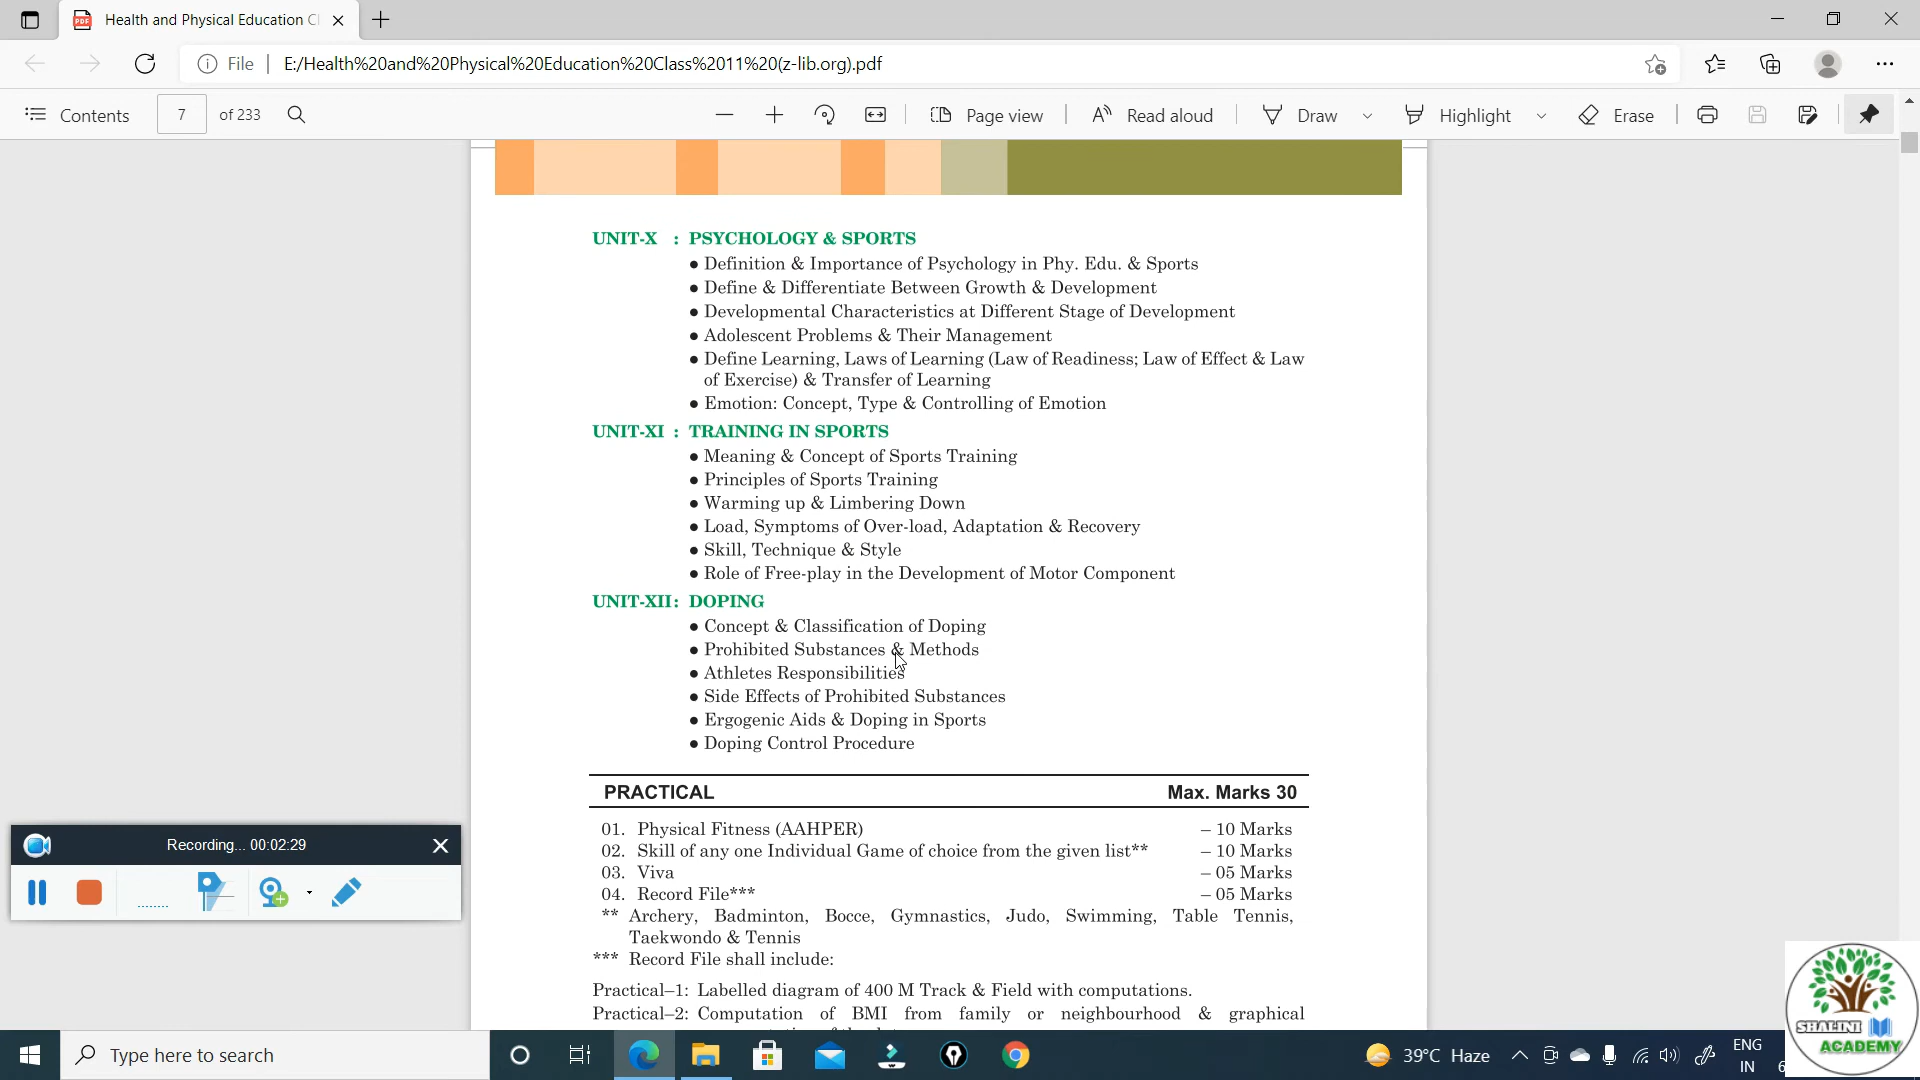 Health and Physical Education Cl
File
E:/Health%20and%20Physical%20Education%20Class%2011%20(z-lib.org).pdf
Contents
7
of 233
Page view
Read aloud
Draw
Highlight
Erase
UNIT-X : PSYCHOLOGY & SPORTS
● Definition & Importance of Psychology in Phy. Edu. & Sports
● Define & Differentiate Between Growth & Development
● Developmental Characteristics at Different Stage of Development
● Adolescent Problems & Their Management
● Define Learning, Laws of Learning (Law of Readiness; Law of Effect & Law
of Exercise) & Transfer of Learning
● Emotion: Concept, Type & Controlling of Emotion
UNIT-XI : TRAINING IN SPORTS
● Meaning & Concept of Sports Training
● Principles of Sports Training
● Warming up & Limbering Down
● Load, Symptoms of Over-load, Adaptation & Recovery
● Skill, Technique & Style
● Role of Free-play in the Development of Motor Component
UNIT-XII : DOPING
● Concept & Classification of Doping
● Prohibited Substances & Methods
● Athletes Responsibilities
● Side Effects of Prohibited Substances
● Ergogenic Aids & Doping in Sports
● Doping Control Procedure
PRACTICAL Max. Marks 30
01. Physical Fitness (AAHPER) – 10 Marks
02. Skill of any one Individual Game of choice from the given list** – 10 Marks
03. Viva – 05 Marks
04. Record File*** – 05 Marks
** Archery, Badminton, Bocce, Gymnastics, Judo, Swimming, Table Tennis,
Taekwondo & Tennis
*** Record File shall include:
Practical–1: Labelled diagram of 400 M Track & Field with computations.
Practical–2: Computation of BMI from family or neighbourhood & graphical
Recording... 00:02:29
Type here to search
39°C Haze
ENG
IN
SHALINI
ACADEMY